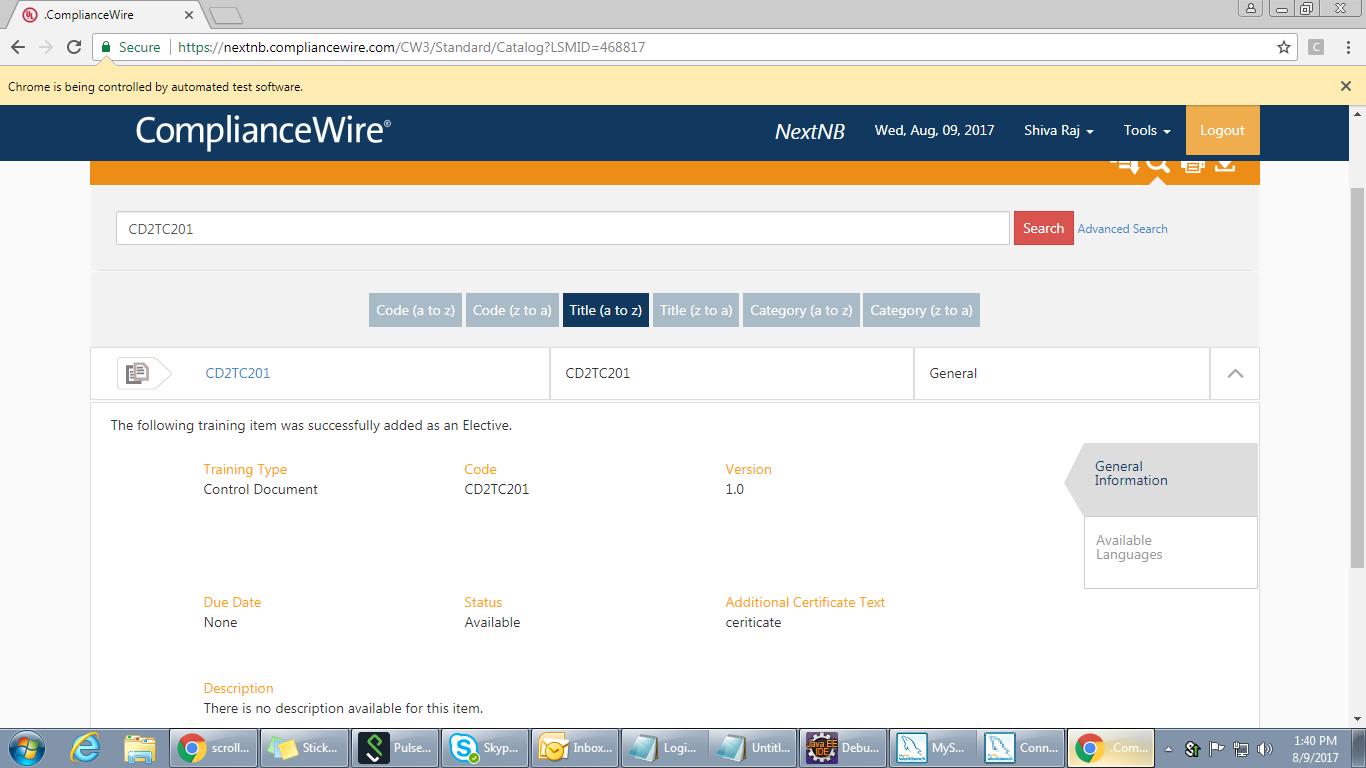 .ComplianceWire
Secure https://nextnb.compliancewire.com/CW3/Standard/Catalog?LSMID=468817
C
Chrome is being controlled by automated test software.
ComplianceWire® NextNB Wed, Aug, 09, 2017 Shiva Raj Tools Logout
CD2TC201 Search Advanced Search
Code (a to z) Code (z to a) Title (a to z) Title (z to a) Category (a to z) Category (z to a)
CD2TC201 CD2TC201 General
The following training item was successfully added as an Elective.
Training Type Code Version
Control Document CD2TC201 1.0
General
Information
Available
Languages
Due Date Status Additional Certificate Text
None Available ceriticate
Description
There is no description available for this item.
scroll... Stick... Pulse... Skyp... Inbox... Logi... Untitl... Debu... MyS... Conn... .Com... 1:40 PM
8/9/2017